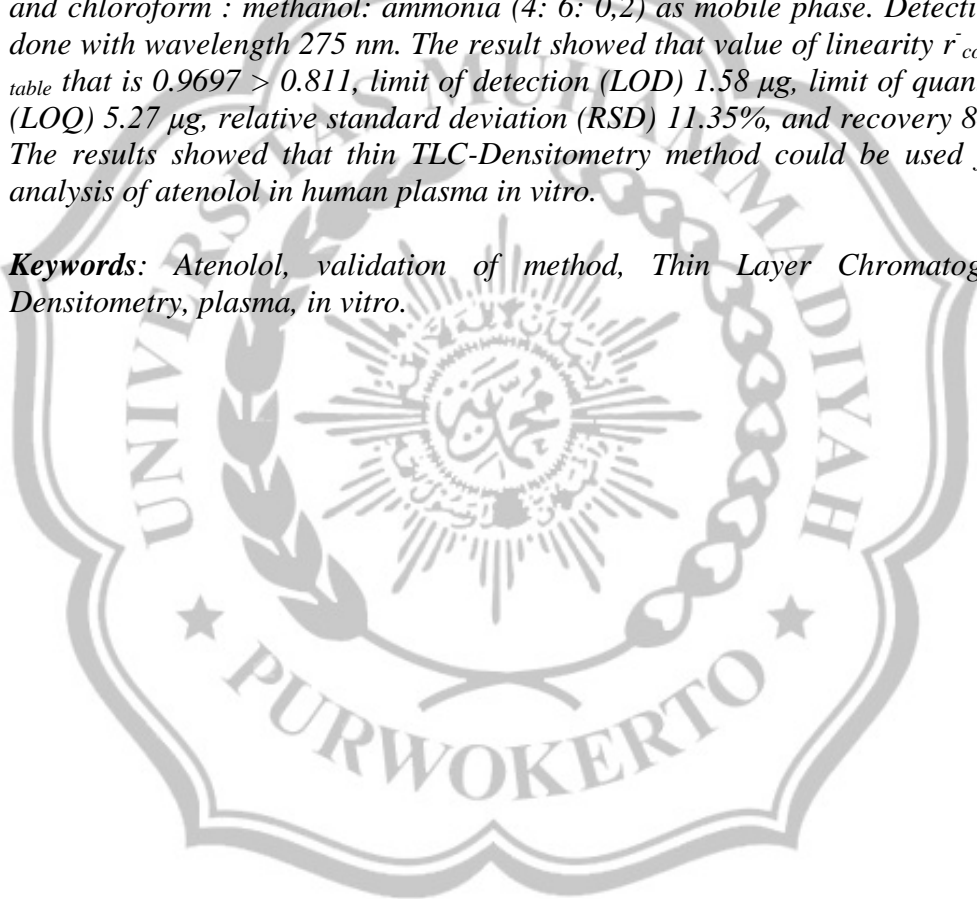 and chloroform : methanol: ammonia (4: 6: 0,2) as mobile phase. Detecti
done with wavelength 275 nm. The result showed that value of linearity r-co
table that is 0.9697 > 0.811, limit of detection (LOD) 1.58 μg, limit of quan
(LOQ) 5.27 μg, relative standard deviation (RSD) 11.35%, and recovery 8
The results showed that thin TLC-Densitometry method could be used
analysis of atenolol in human plasma in vitro.
Keywords: Atenolol, validation of method, Thin Layer Chromatog
Densitometry, plasma, in vitro.
UNIVERSITAS MUHAMMADIYAH
PURWOKERTO